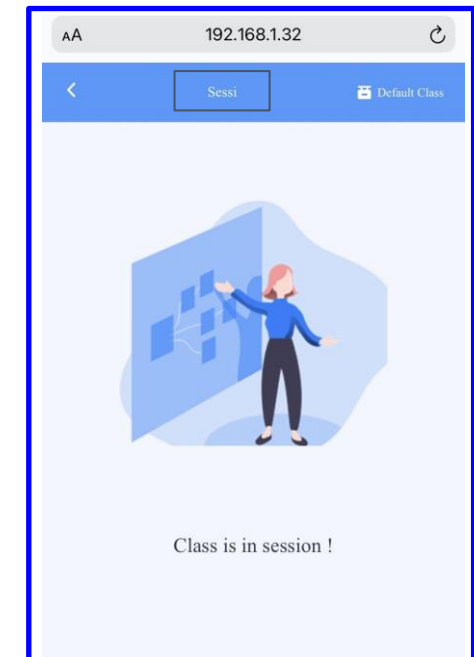 AA 192.168.1.32
Sessi Default Class
Class is in session !